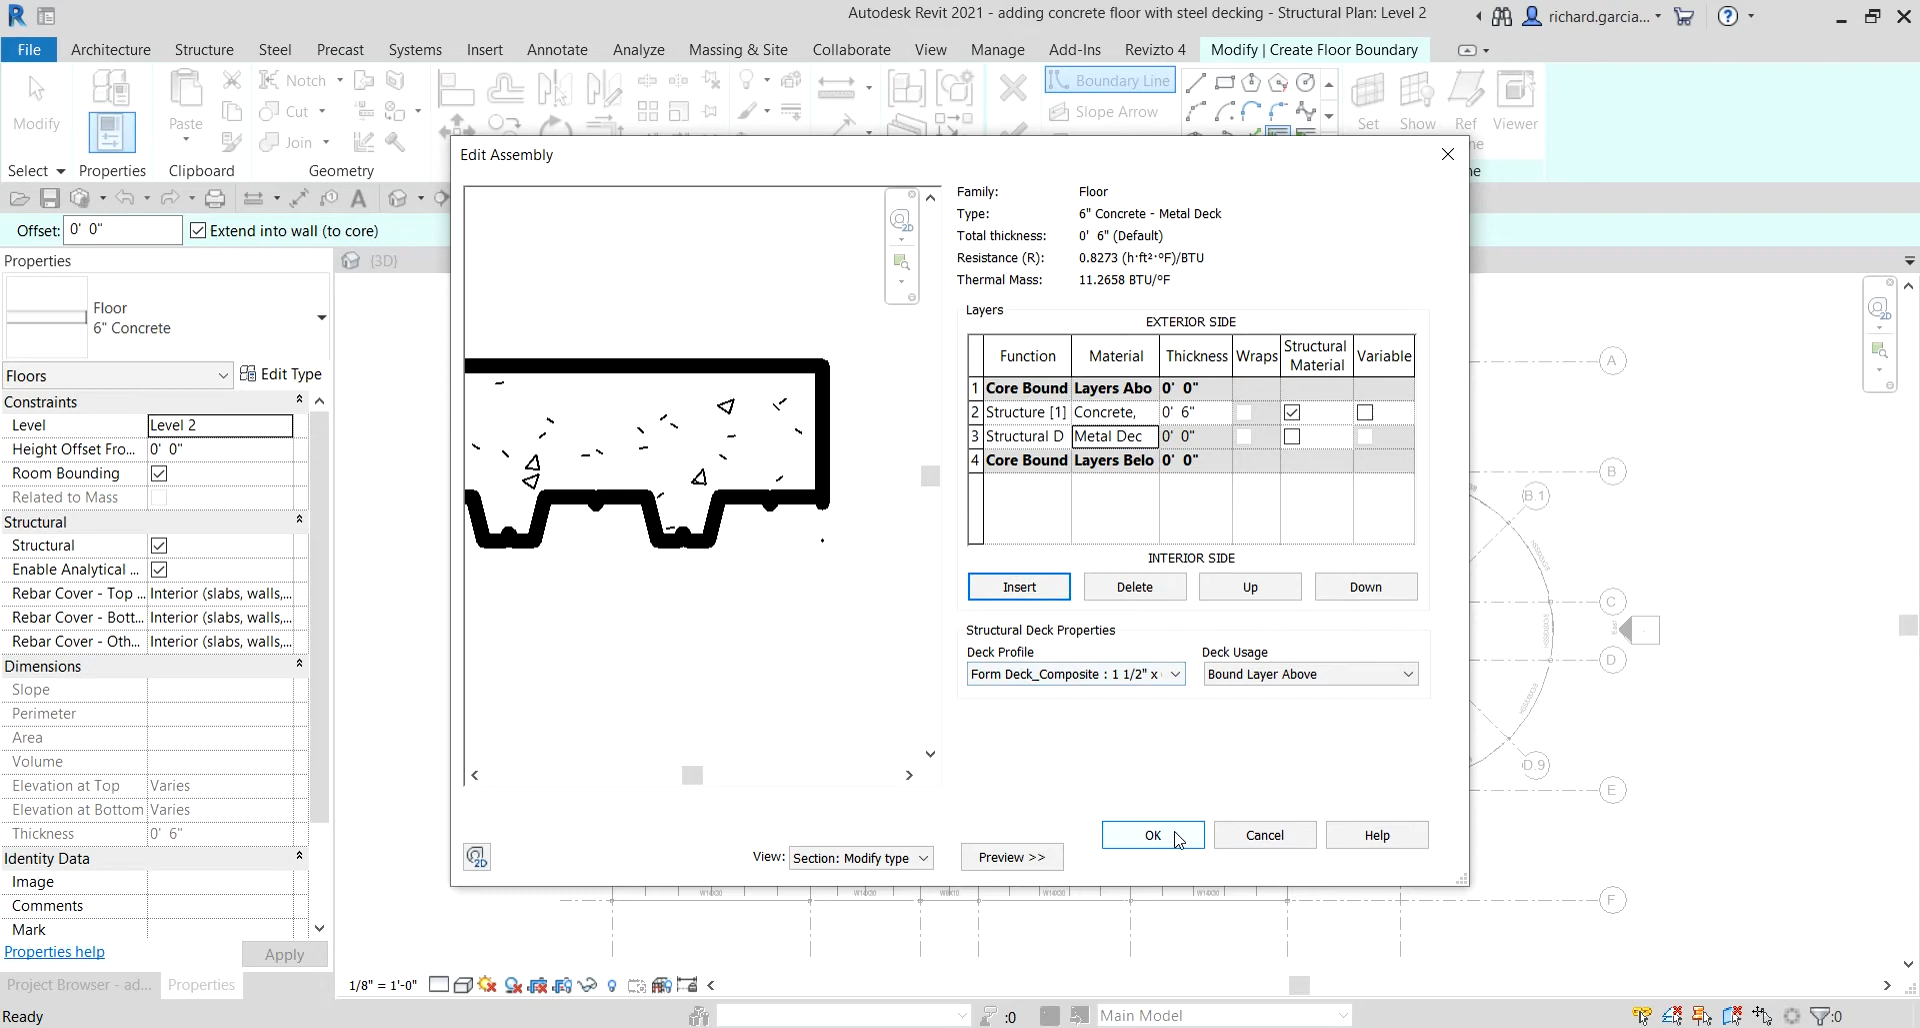 Autodesk Revit 2021 - adding concrete floor with steel decking - Structural Plan: Level 2
richard.garcia...
File Architecture Structure Steel Precast Systems Insert Annotate Analyze Massing & Site Collaborate View Manage Add-Ins Revizto 4 Modify | Create Floor Boundary
Notch
Boundary Line
Modify Paste Cut Slope Arrow Set Show Ref Viewer
Join
Select Properties Clipboard Geometry
Offset: 0' 0" Extend into wall (to core)
Properties
{3D}
Floor
6" Concrete
Floors Edit Type
Constraints
Level Level 2
Height Offset Fro... 0' 0"
Room Bounding
Related to Mass
Structural
Structural
Enable Analytical ...
Rebar Cover - Top ... Interior (slabs, walls,...
Rebar Cover - Bott... Interior (slabs, walls,...
Rebar Cover - Oth... Interior (slabs, walls,...
Dimensions
Slope
Perimeter
Area
Volume
Elevation at Top Varies
Elevation at Bottom Varies
Thickness 0' 6"
Identity Data
Image
Comments
Mark
Properties help Apply
Project Browser - ad... Properties
Edit Assembly
2D
Family: Floor
Type: 6" Concrete - Metal Deck
Total thickness: 0' 6" (Default)
Resistance (R): 0.8273 (h·ft²·°F)/BTU
Thermal Mass: 11.2658 BTU/°F
Layers
EXTERIOR SIDE
Function Material Thickness Wraps Structural Material Variable
1 Core Bound Layers Abo 0' 0"
2 Structure [1] Concrete, 0' 6"
3 Structural D Metal Dec 0' 0"
4 Core Bound Layers Belo 0' 0"
INTERIOR SIDE
Insert Delete Up Down
Structural Deck Properties
Deck Profile Deck Usage
Form Deck_Composite : 1 1/2" x Bound Layer Above
OK Cancel Help
2D View: Section: Modify type Preview >>
2D
A
B
B.1
C
East
D
D.9
E
F
W14X30 W14X30 W8X10 W14X30 W14X30
1/8" = 1'-0"
Ready :0 Main Model :0